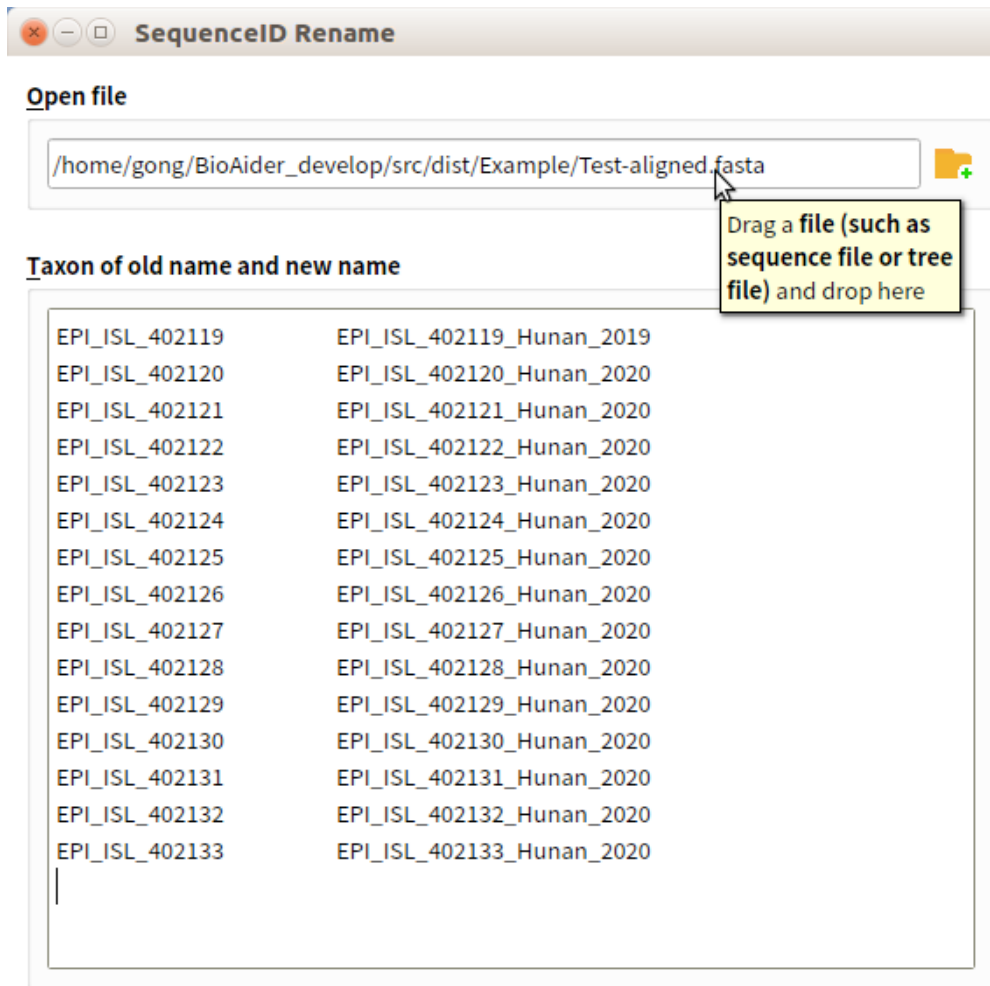 SequenceID Rename
Open file
/home/gong/BioAider_develop/src/dist/Example/Test-aligned.fasta
Drag a file (such as
sequence file or tree
file) and drop here
Taxon of old name and new name
EPI_ISL_402119 EPI_ISL_402119_Hunan_2019
EPI_ISL_402120 EPI_ISL_402120_Hunan_2020
EPI_ISL_402121 EPI_ISL_402121_Hunan_2020
EPI_ISL_402122 EPI_ISL_402122_Hunan_2020
EPI_ISL_402123 EPI_ISL_402123_Hunan_2020
EPI_ISL_402124 EPI_ISL_402124_Hunan_2020
EPI_ISL_402125 EPI_ISL_402125_Hunan_2020
EPI_ISL_402126 EPI_ISL_402126_Hunan_2020
EPI_ISL_402127 EPI_ISL_402127_Hunan_2020
EPI_ISL_402128 EPI_ISL_402128_Hunan_2020
EPI_ISL_402129 EPI_ISL_402129_Hunan_2020
EPI_ISL_402130 EPI_ISL_402130_Hunan_2020
EPI_ISL_402131 EPI_ISL_402131_Hunan_2020
EPI_ISL_402132 EPI_ISL_402132_Hunan_2020
EPI_ISL_402133 EPI_ISL_402133_Hunan_2020